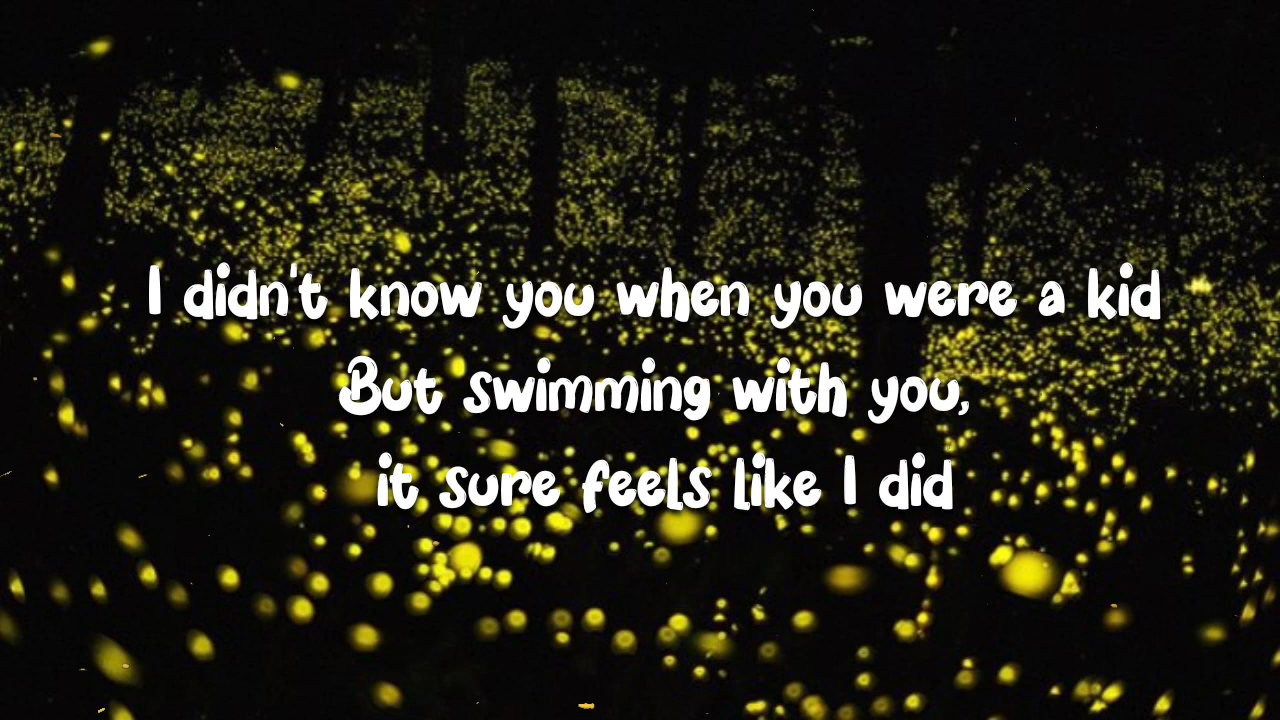 I didn't know you when you were a kid
But swimming with you,
it sure feels like I did